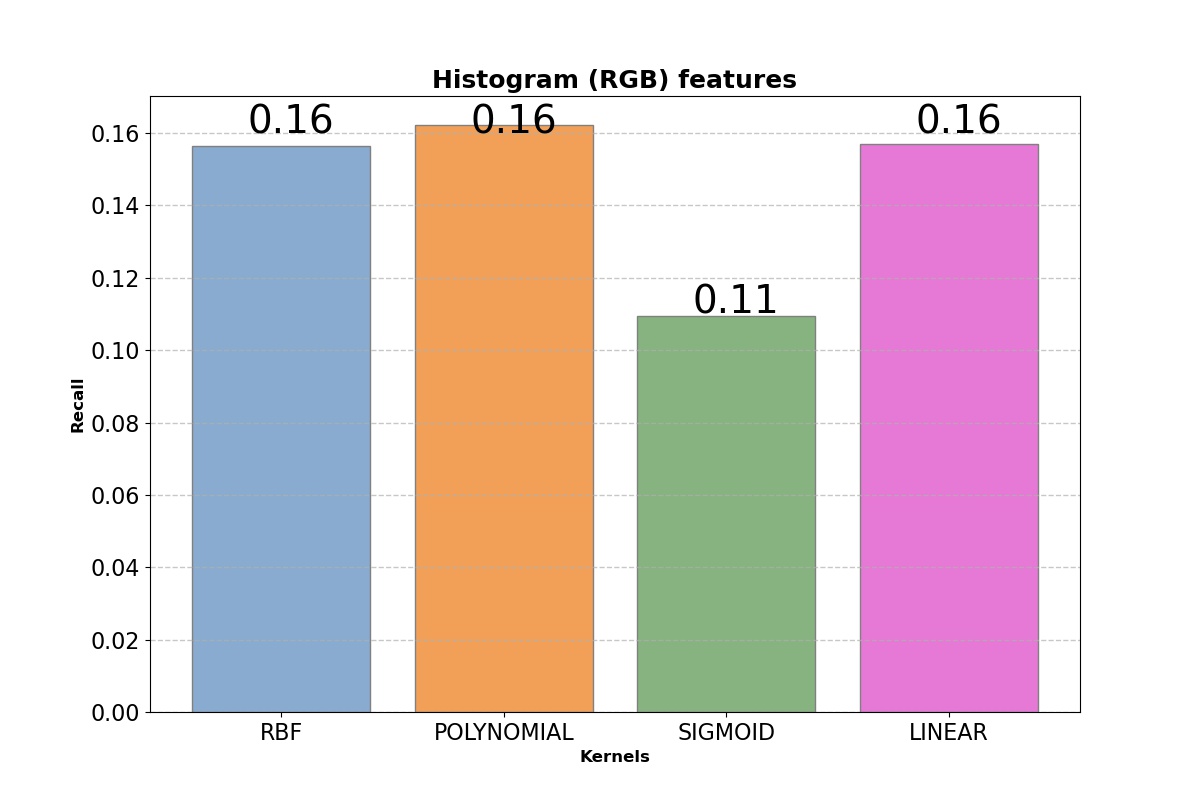 Histogram (RGB) features
0.16
0.16
0.11
0.16
0.16
0.14
0.12
0.10
0.08
0.06
0.04
0.02
0.00
Recall
RBF
POLYNOMIAL
SIGMOID
LINEAR
Kernels